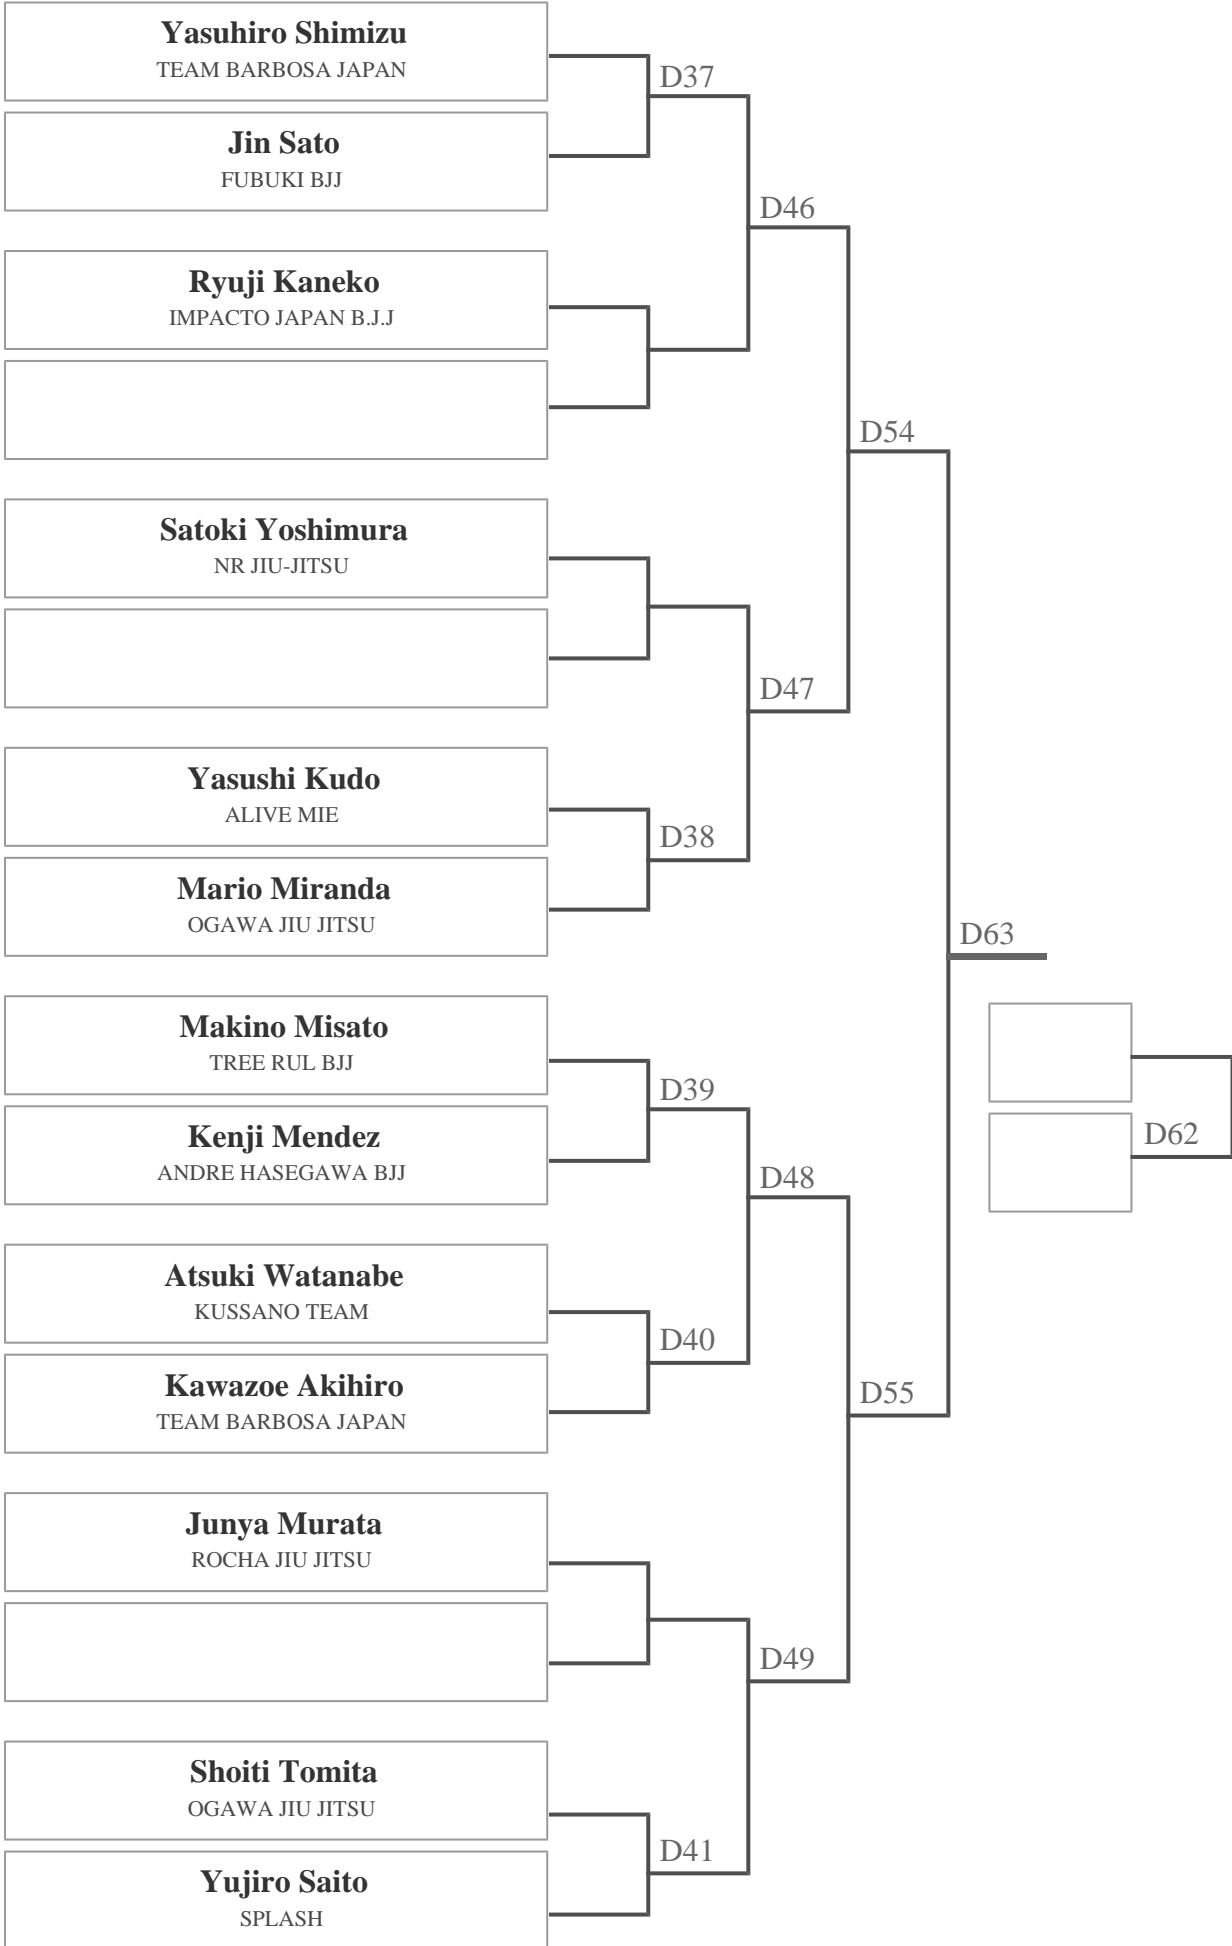 Yasuhiro Shimizu
TEAM BARBOSA JAPAN
D37
Jin Sato
FUBUKI BJJ
D46
Ryuji Kaneko
IMPACTO JAPAN B.J.J
D54
Satoki Yoshimura
NR JIU-JITSU
D47
Yasushi Kudo
ALIVE MIE
D38
Mario Miranda
OGAWA JIU JITSU
D63
Makino Misato
TREE RUL BJJ
D39
Kenji Mendez
ANDRE HASEGAWA BJJ
D62
D48
Atsuki Watanabe
KUSSANO TEAM
D40
Kawazoe Akihiro
TEAM BARBOSA JAPAN
D55
Junya Murata
ROCHA JIU JITSU
D49
Shoiti Tomita
OGAWA JIU JITSU
D41
Yujiro Saito
SPLASH